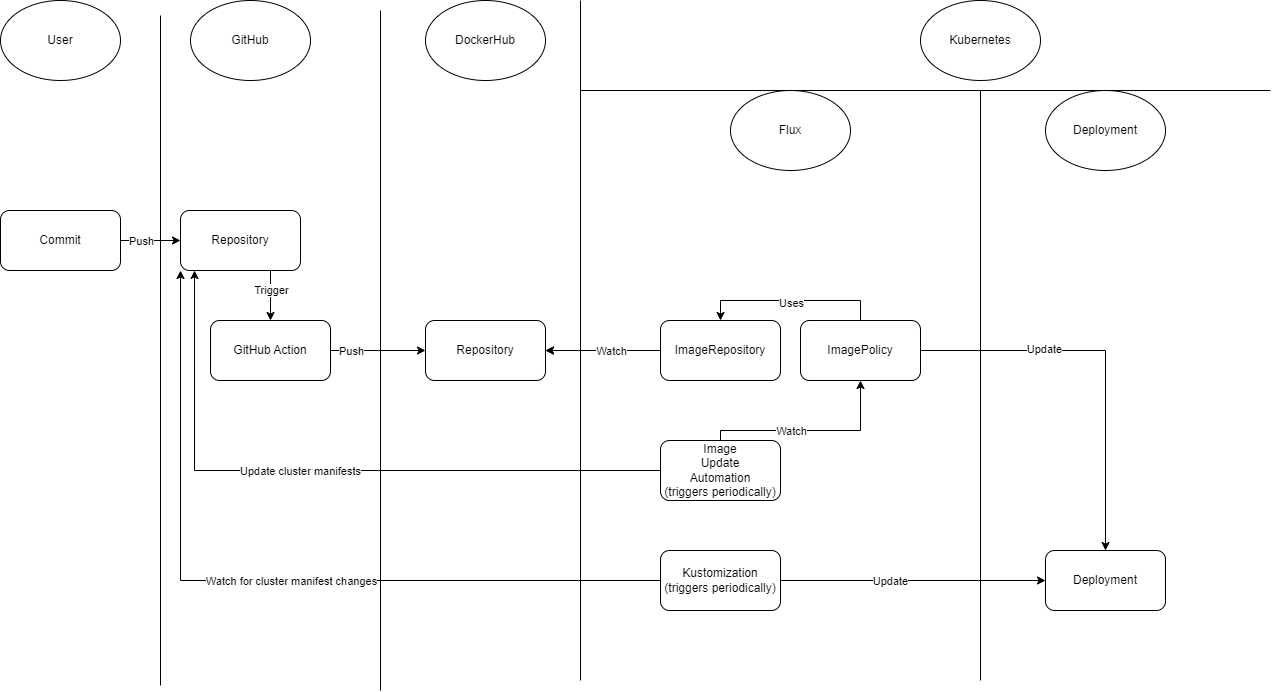 User
GitHub
DockerHub
Kubernetes
Flux
Deployment
Commit
Push
Repository
Trigger
GitHub Action
Push
Repository
Watch
ImageRepository
Uses
ImagePolicy
Update
Watch
Image
Update
Automation
(triggers periodically)
Update cluster manifests
Watch for cluster manifest changes
Kustomization
(triggers periodically)
Update
Deployment